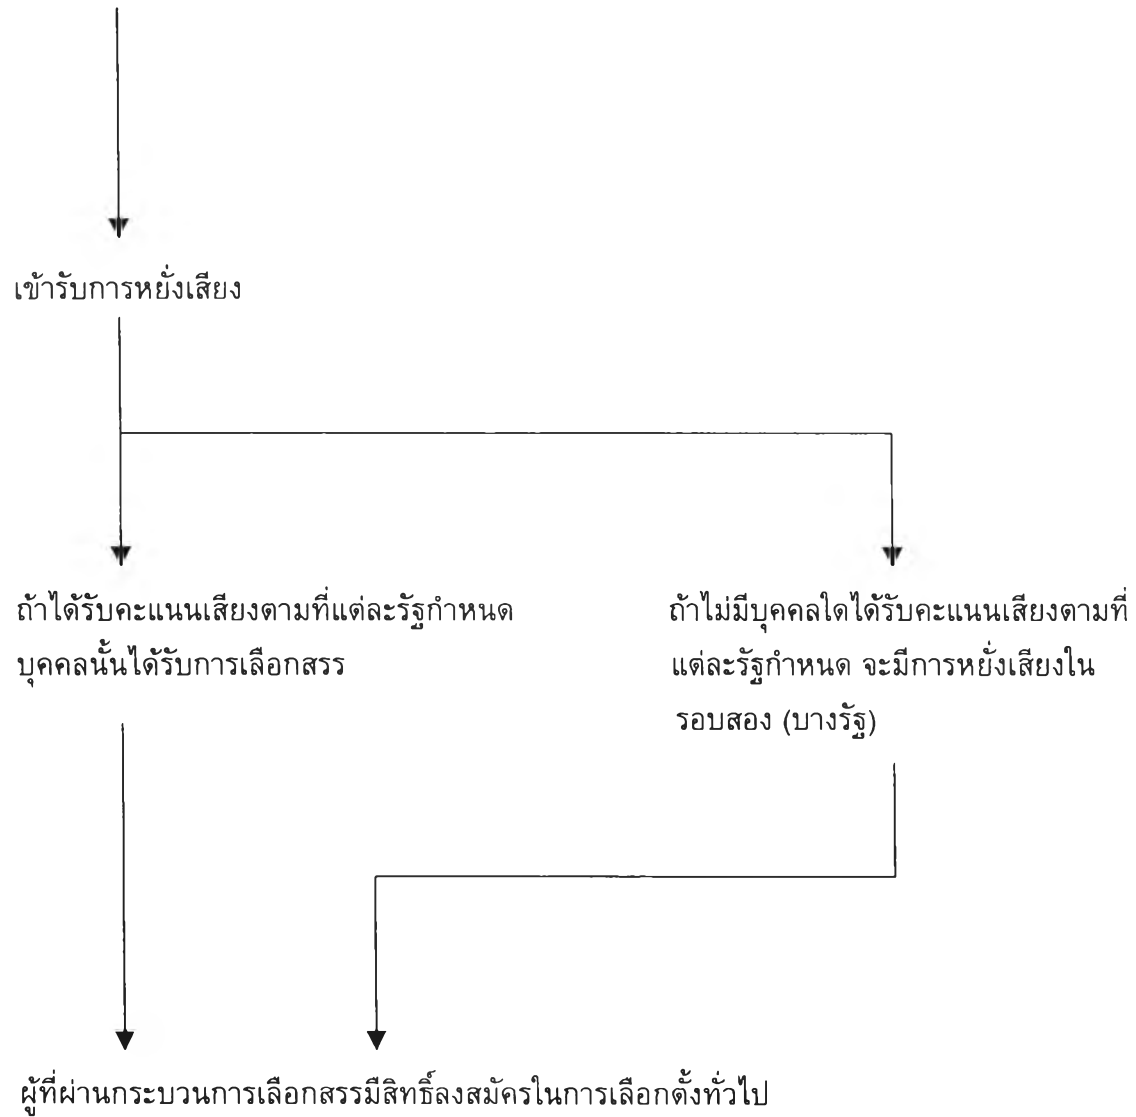 เข้ารับการหยั่งเสียง
ถ้าได้รับคะแนนเสียงตามที่แต่ละรัฐกำหนด
บุคคลนั้นได้รับการเลือกสรร
ถ้าไม่มีบุคคลใดได้รับคะแนนเสียงตามที่
แต่ละรัฐกำหนด จะมีการหยั่งเสียงใน
รอบสอง (บางรัฐ)
ผู้ที่ผ่านกระบวนการเลือกสรรมีสิทธิ์ลงสมัครในการเลือกตั้งทั่วไป